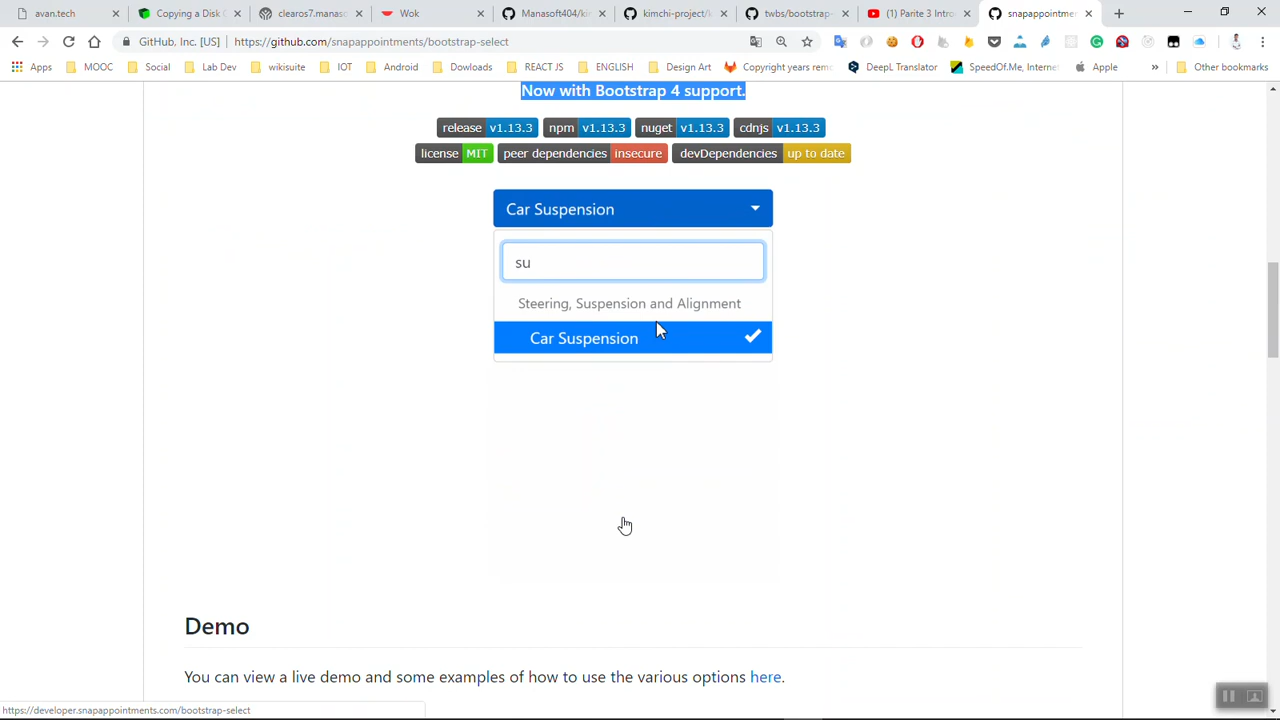 avan.tech
Copying a Disk
clearos7.manas
Wok
Manasoft404/ki
kimchi-project/k
twbs/bootstrap-
(1) Parite 3 Intro
snapappointme
GitHub, Inc. [US]
https://github.com/snapappointments/bootstrap-select
Apps
MOOC
Social
Lab Dev
wikisuite
IOT
Android
Dowloads
REACT JS
ENGLISH
Design Art
Copyright years rem
DeepL Translator
SpeedOf.Me, Interne
Apple
»
Other bookmarks
Now with Bootstrap 4 support.
release v1.13.3 npm v1.13.3 nuget v1.13.3 cdnjs v1.13.3
license MIT peer dependencies insecure devDependencies up to date
Car Suspension
su
Steering, Suspension and Alignment
Car Suspension
Demo
You can view a live demo and some examples of how to use the various options here.
https://developer.snapappointments.com/bootstrap-select